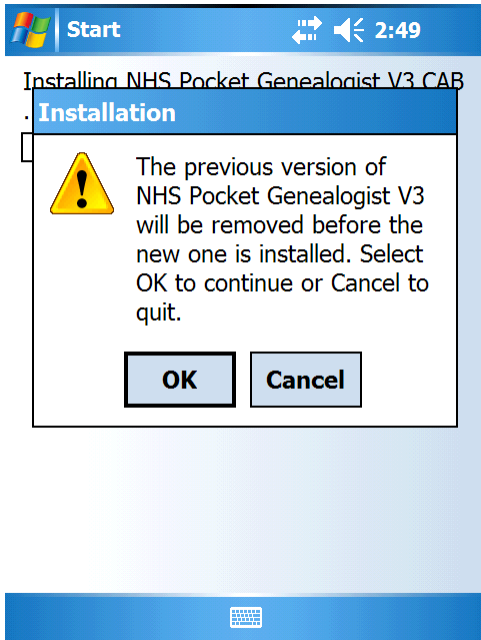 Start 2:49
Installing NHS Pocket Genealogist V3 CAB
.
Installation
The previous version of
NHS Pocket Genealogist V3
will be removed before the
new one is installed. Select
OK to continue or Cancel to
quit.
OK Cancel